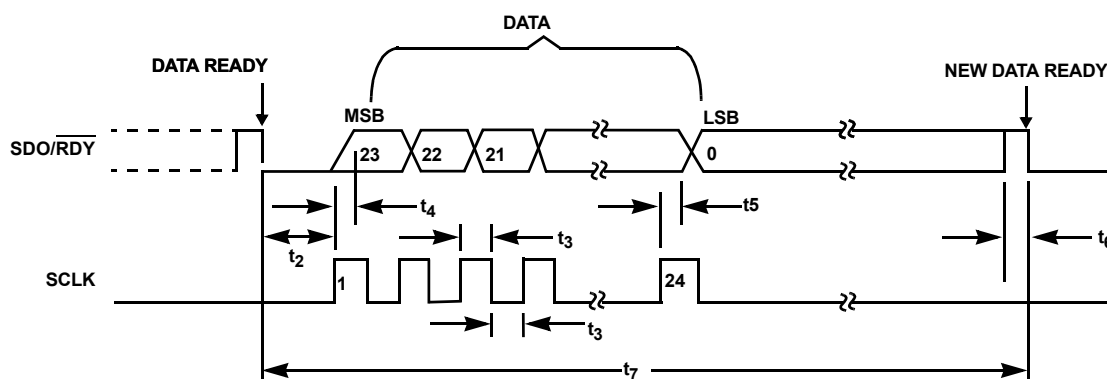 DATA
DATA READY
NEW DATA READY
MSB
LSB
SDO/RDY
23
22
21
0
t4
t5
t2
t3
t6
SCLK
1
24
t3
t7